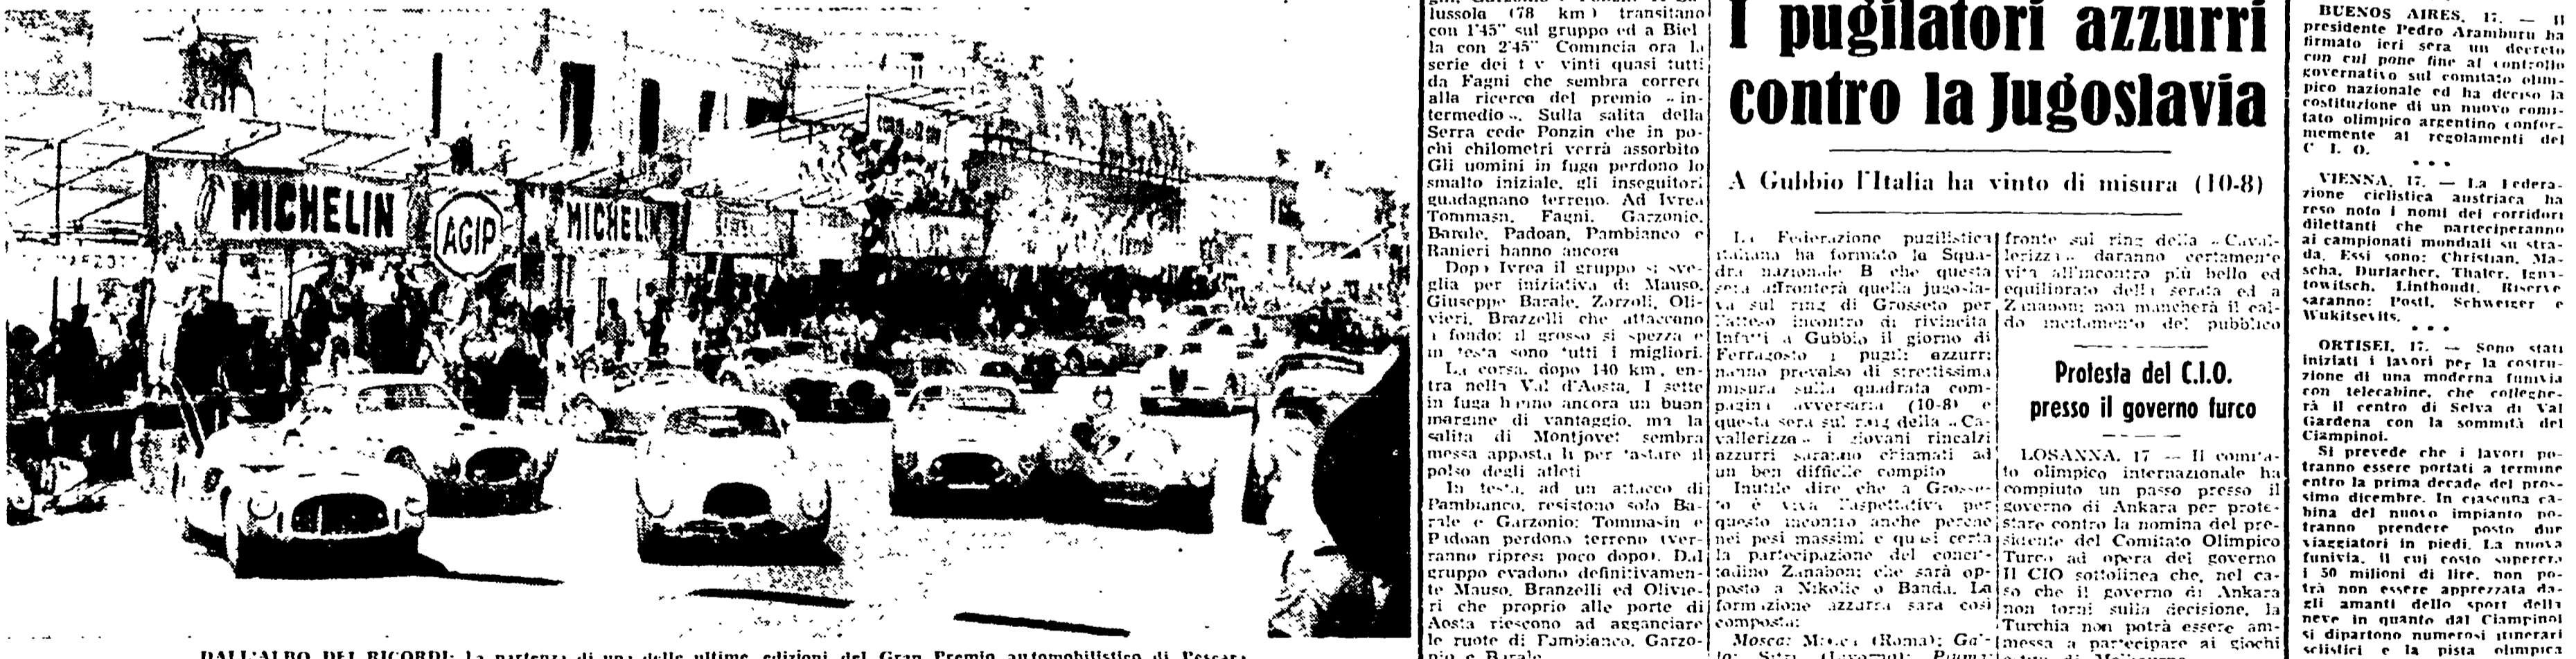 MICHELIN
AGIP
MICHELIN
DALL'ALBO DEI RICORDI: la partenza di una delle ultime edizioni del Gran Premio automobilistico di Pescara
lussola (78 km) transitano
con 1'45" sul gruppo ed a Biel
la con 2'45" Comincia ora la
serie dei t v vinti quasi tutti
da Fagni che sembra correre
alla ricerca del premio «in-
termedio». Sulla salita della
Serra cede Ponzin che in po-
chi chilometri verrà assorbito
Gli uomini in fuga perdono lo
smalto iniziale, gli inseguitori
guadagnano terreno. Ad Ivrea
Tommasn, Fagni, Garzonio,
Barale, Padoan, Pambianco e
Ranieri hanno ancora
Dopo Ivrea il gruppo si sve-
glia per iniziativa di Mauso,
Giuseppe Barale, Zorzoli, Oli-
vieri, Brazzelli che attaccano
a fondo: il grosso si spezza e
in testa sono tutti i migliori.
La corsa, dopo 140 km, en-
tra nella Val d'Aosta. I sette
in fuga hanno ancora un buon
margine di vantaggio, ma la
salita di Montjovet sembra
messa apposta lì per tastare il
polso degli atleti
In testa, ad un attacco di
Pambianco, resistono solo Ba-
rale e Garzonio: Tommasin e
Padoan perdono terreno (ver-
ranno ripresi poco dopo). Dal
gruppo evadono definitivamen-
te Mauso, Branzelli ed Olivie-
ri che proprio alle porte di
Aosta riescono ad agganciare
le ruote di Pambianco, Garzo-
nio e Barale
I pugilatori azzurri
contro la Jugoslavia
A Gubbio l'Italia ha vinto di misura (10-8)
La Federazione pugilistica
italiana ha formato la Squa-
dra nazionale B che questa
sera affronterà quella jugosla-
va sul ring di Grosseto per
l'atteso incontro di rivincita
Infatti a Gubbio il giorno di
Ferragosto i pugili azzurri
hanno prevalso di strettissima
misura sulla quadrata com-
pagine avversaria (10-8) e
questa sera sul ring della «Ca-
vallerizza» i giovani rincalzi
azzurri saranno chiamati ad
un ben difficile compito
Inutile dire che a Grosse-
to è viva l'aspettativa per
questo incontro anche perché
nei pesi massimi è quasi certa
la partecipazione del concit-
tadino Zanaboni che sarà op-
posto a Nikolic o Banda. La
formazione azzurra sarà così
composta:
Mosca: (Roma); Ga-
fronte sul ring della «Caval-
lerizza» daranno certamente
vita all'incontro più bello ed
equilibrato della serata ed a
Zanaboni non mancherà il cal-
do incitamento del pubblico
Protesta del C.I.O.
presso il governo turco
LOSANNA, 17 — Il comita-
to olimpico internazionale ha
compiuto un passo presso il
governo di Ankara per prote-
stare contro la nomina del pre-
sidente del Comitato Olimpico
Turco ad opera del governo
Il CIO sottolinea che, nel ca-
so che il governo di Ankara
non torni sulla decisione, la
Turchia non potrà essere am-
messa a partecipare ai giochi
BUENOS AIRES, 17. — Il
presidente Pedro Aramburu ha
firmato ieri sera un decreto
con cui pone fine al controllo
governativo sul comitato olim-
pico nazionale ed ha deciso la
costituzione di un nuovo comi-
tato olimpico argentino confor-
memente ai regolamenti del
C I. O.
* * *
VIENNA, 17. — La Federa-
zione ciclistica austriaca ha
reso noto i nomi dei corridori
dilettanti che parteciperanno
ai campionati mondiali su stra-
da. Essi sono: Christian, Ma-
scha, Durlacher, Thaler, Igna-
towitsch, Linthoudt. Riserve
saranno: Postl, Schweiger e
Wukitsevits.
* * *
ORTISEI, 17. — Sono stati
iniziati i lavori per la costru-
zione di una moderna funivia
con telecabine, che colleghe-
rà il centro di Selva di Val
Gardena con la sommità del
Ciampinoi.
Si prevede che i lavori po-
tranno essere portati a termine
entro la prima decade del pros-
simo dicembre. In ciascuna ca-
bina del nuovo impianto po-
tranno prendere posto due
viaggiatori in piedi. La nuova
funivia, il cui costo supererà
i 50 milioni di lire, non po-
trà non essere apprezzata da-
gli amanti dello sport della
neve in quanto dal Ciampinoi
si dipartono numerosi itinerari
sciistici e la pista olimpica